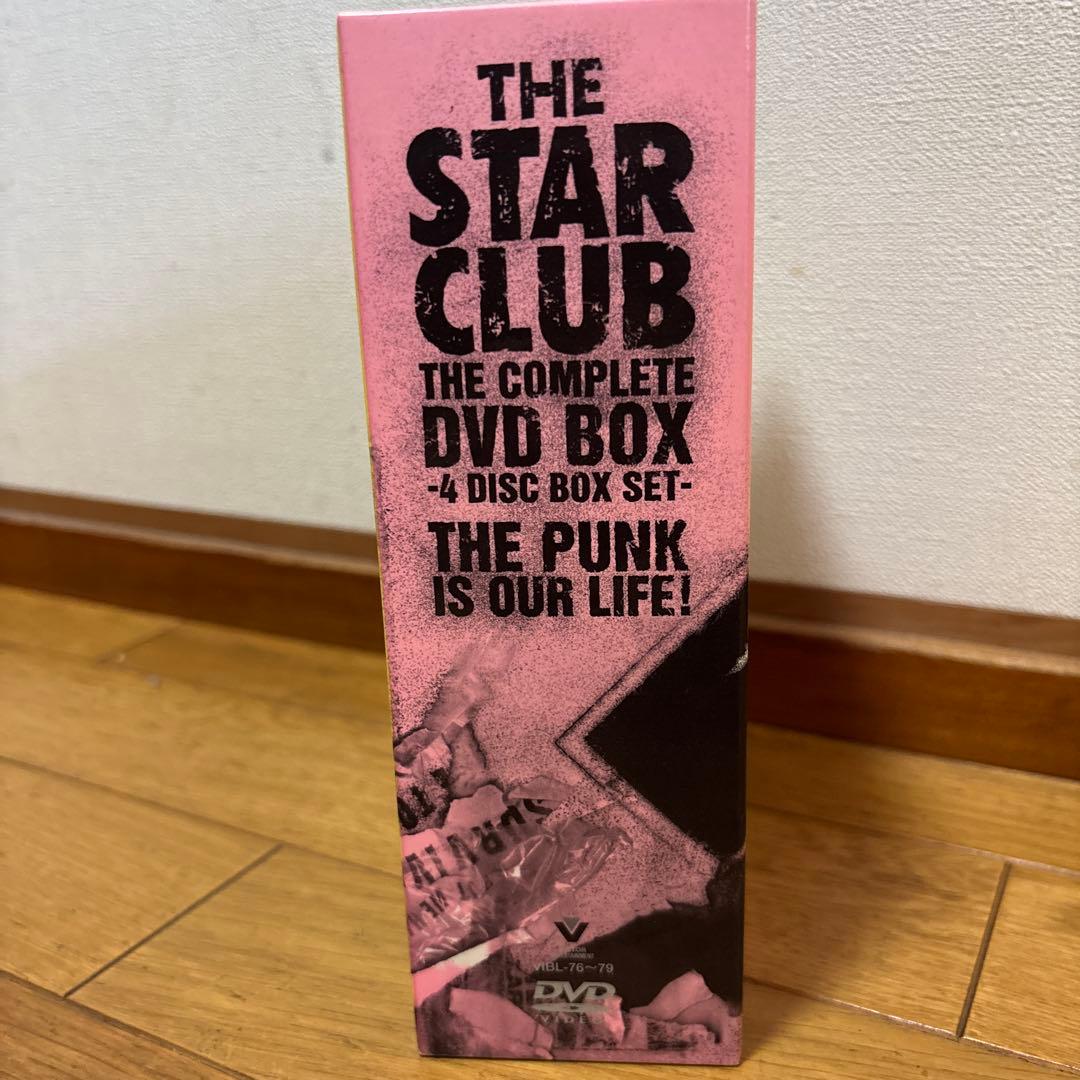 THE
STAR
CLUB
THE COMPLETE
DVD BOX
-4 DISC BOX SET-
THE PUNK
IS OUR LIFE!
VIBL-76～79
DVD
VIDEO